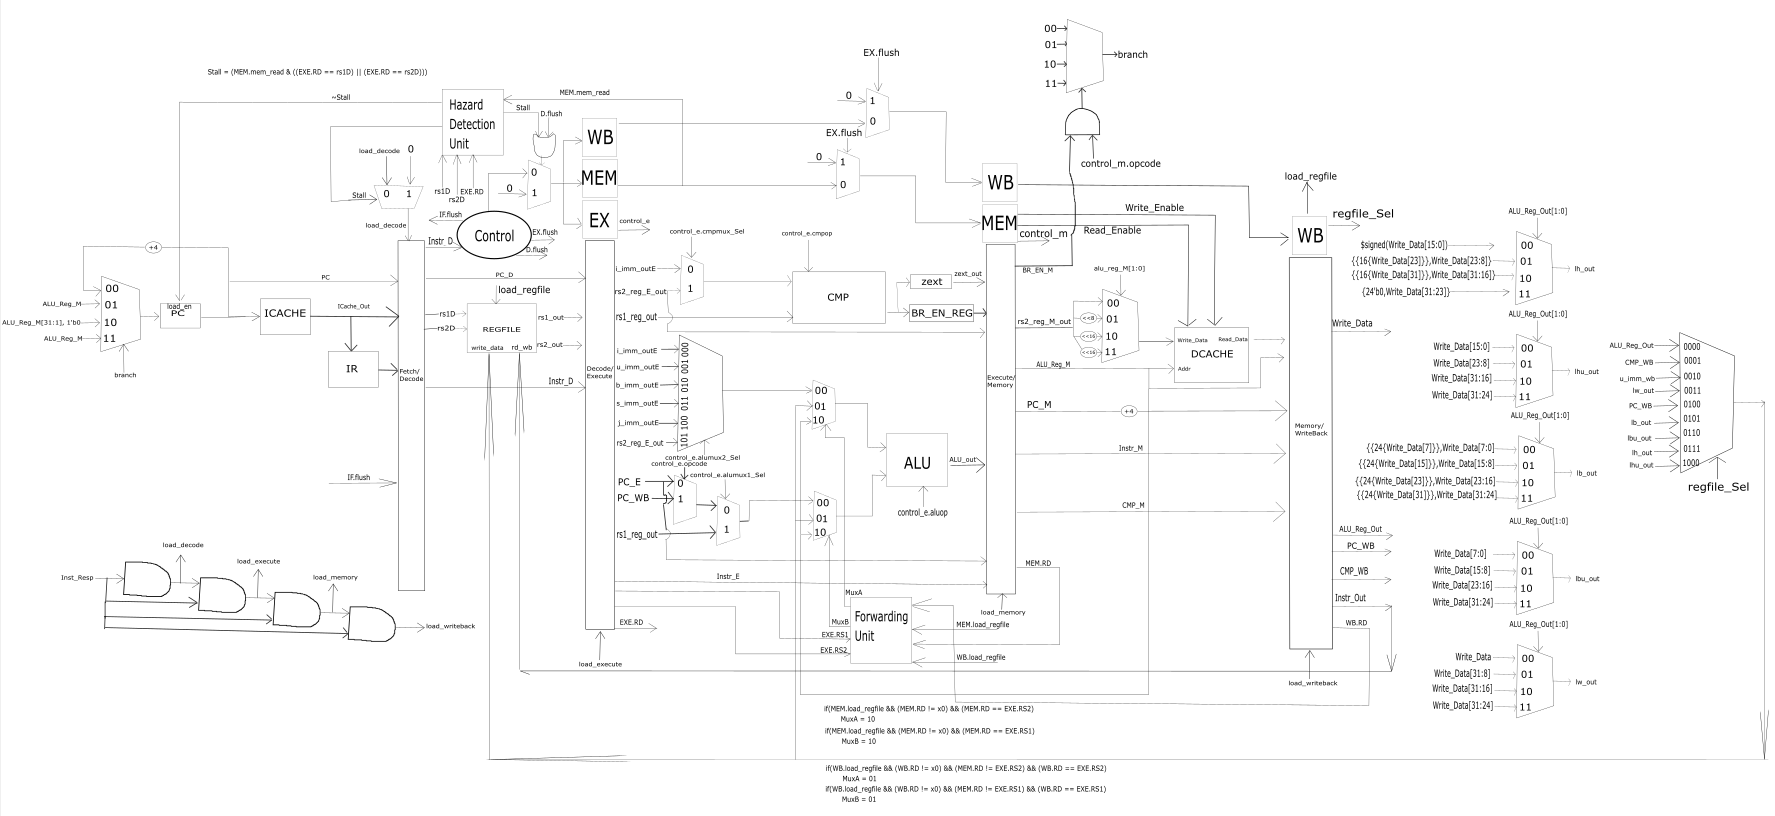 Stall = (MEM.mem_read & ((EXE.RD == rs1D) || (EXE.RD == rs2D)))
00
01
10
11
branch
control_m.opcode
EX.flush
0
1
0
EX.flush
0
1
0
~Stall
Hazard
Detection
Unit
MEM.mem_read
Stall
D.flush
load_decode
0
0 1
Stall
load_decode
rs1D
rs2D
EXE.RD
0
0
1
WB
MEM
EX
control_e
IF.flush
Control
EX.flush
D.flush
Instr_D
+4
00
01
10
11
ALU_Reg_M
ALU_Reg_M[31:1], 1'b0
ALU_Reg_M
branch
load_en
PC
PC
ICACHE
ICache_Out
IR
Fetch/
Decode
IF.flush
PC_D
load_regfile
rs1D
rs2D
REGFILE
write_data rd_wb
rs1_out
rs2_out
Instr_D
Decode/
Execute
load_execute
control_e.cmpmux_Sel
i_imm_outE
rs2_reg_E_out
0
1
rs1_reg_out
control_e.cmpop
CMP
zext
zext_out
BR_EN_REG
i_imm_outE
u_imm_outE
b_imm_outE
s_imm_outE
j_imm_outE
rs2_reg_E_out
101 100 011 010 001 000
control_e.alumux2_Sel
control_e.opcode
control_e.alumux1_Sel
PC_E
PC_WB
0
1
0
1
rs1_reg_out
00
01
10
00
01
10
ALU
ALU_out
control_e.aluop
Instr_E
EXE.RD
MuxA
MuxB
EXE.RS1
EXE.RS2
Forwarding
Unit
MEM.load_regfile
WB.load_regfile
MEM.RD
load_memory
Execute/
Memory
WB
MEM
control_m
Write_Enable
Read_Enable
BR_EN_M
alu_reg_M[1:0]
rs2_reg_M_out
<<8
<<16
<<16
00
01
10
11
Write_Data Read_Data
DCACHE
Addr
ALU_Reg_M
PC_M
+4
Instr_M
CMP_M
load_regfile
WB
regfile_Sel
Memory/
WriteBack
load_writeback
Write_Data
ALU_Reg_Out
PC_WB
CMP_WB
Instr_Out
WB.RD
ALU_Reg_Out[1:0]
$signed(Write_Data[15:0])
{{16{Write_Data[23]}},Write_Data[23:8]}
{{16{Write_Data[31]}},Write_Data[31:16]}
{24'b0,Write_Data[31:23]}
00
01
10
11
lh_out
ALU_Reg_Out[1:0]
Write_Data[15:0]
Write_Data[23:8]
Write_Data[31:16]
Write_Data[31:24]
00
01
10
11
lhu_out
ALU_Reg_Out[1:0]
{{24{Write_Data[7]}},Write_Data[7:0]
{{24{Write_Data[15]}},Write_Data[15:8]
{{24{Write_Data[23]}},Write_Data[23:16]
{{24{Write_Data[31]}},Write_Data[31:24]
00
01
10
11
lb_out
ALU_Reg_Out[1:0]
Write_Data[7:0]
Write_Data[15:8]
Write_Data[23:16]
Write_Data[31:24]
00
01
10
11
lbu_out
ALU_Reg_Out[1:0]
Write_Data
Write_Data[31:8]
Write_Data[31:16]
Write_Data[31:24]
00
01
10
11
lw_out
ALU_Reg_Out 0000
CMP_WB 0001
u_imm_wb 0010
lw_out 0011
PC_WB 0100
lb_out 0101
lbu_out 0110
lh_out 0111
lhu_out 1000
regfile_Sel
Inst_Resp
load_decode
load_execute
load_memory
load_writeback
if(MEM.load_regfile && (MEM.RD != x0) && (MEM.RD == EXE.RS2)
MuxA = 10
if(MEM.load_regfile && (MEM.RD != x0) && (MEM.RD == EXE.RS1)
MuxB = 10
if(WB.load_regfile && (WB.RD != x0) && (MEM.RD != EXE.RS2) && (WB.RD == EXE.RS2)
MuxA = 01
if(WB.load_regfile && (WB.RD != x0) && (MEM.RD != EXE.RS1) && (WB.RD == EXE.RS1)
MuxB = 01